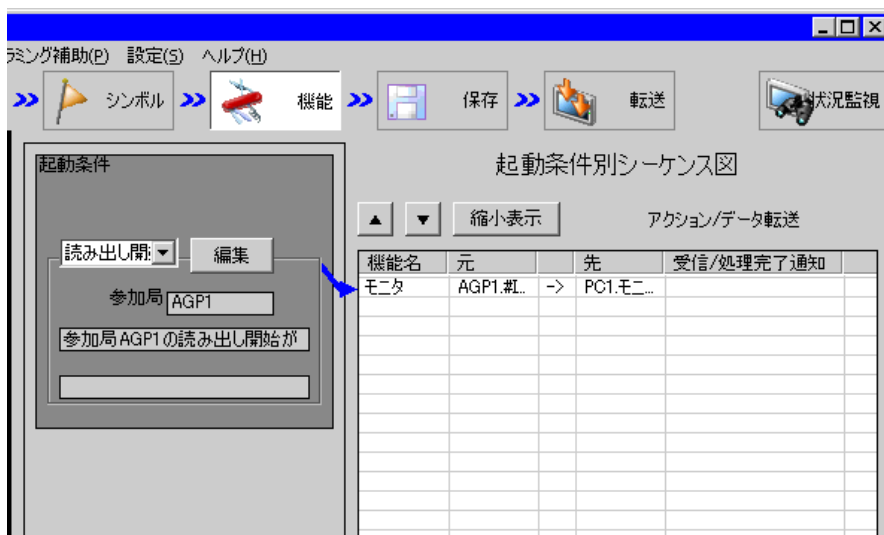 ラミング補助(P) 設定(S) ヘルプ(H)
>> シンボル >> 機能 >> 保存 >> 転送 状況監視
起動条件
起動条件別シーケンス図
▲ ▼ 縮小表示 アクション/データ転送
読み出し開 編集
機能名 元 先 受信/処理完了通知
モニタ AGP1.#I... -> PC1.モニ...
参加局 AGP1
参加局AGP1の読み出し開始が